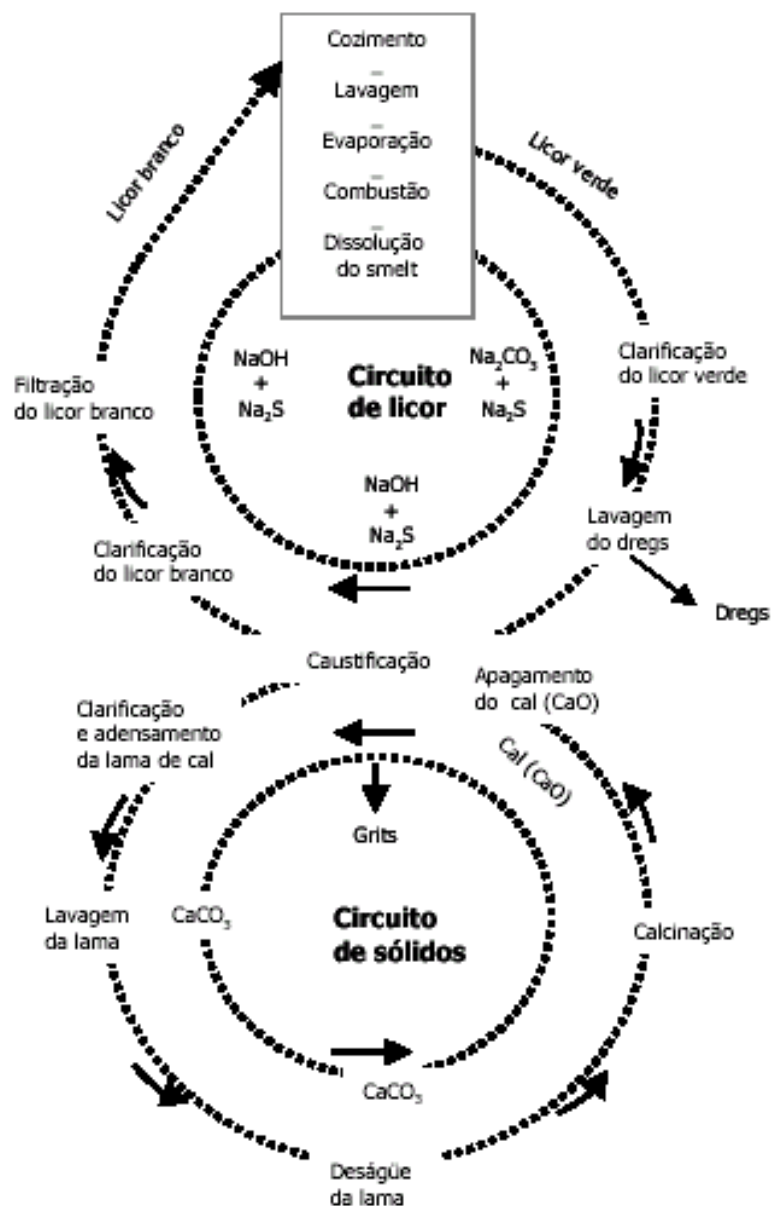 Cozimento
Lavagem
Evaporação
Combustão
Dissolução
do smelt
Licor branco
Licor verde
NaOH
+
Na₂S
Circuito
de licor
Na₂CO₃
+
Na₂S
Clarificação
do licor verde
Filtração
do licor branco
NaOH
+
Na₂S
Lavagem
do dregs
Clarificação
do licor branco
Dregs
Caustificação
Apagamento
do cal (CaO)
Clarificação
e adensamento
da lama de cal
Cal (CaO)
Grits
Lavagem
da lama
CaCO₃
Circuito
de sólidos
Calcinação
CaCO₃
Deságüe
da lama